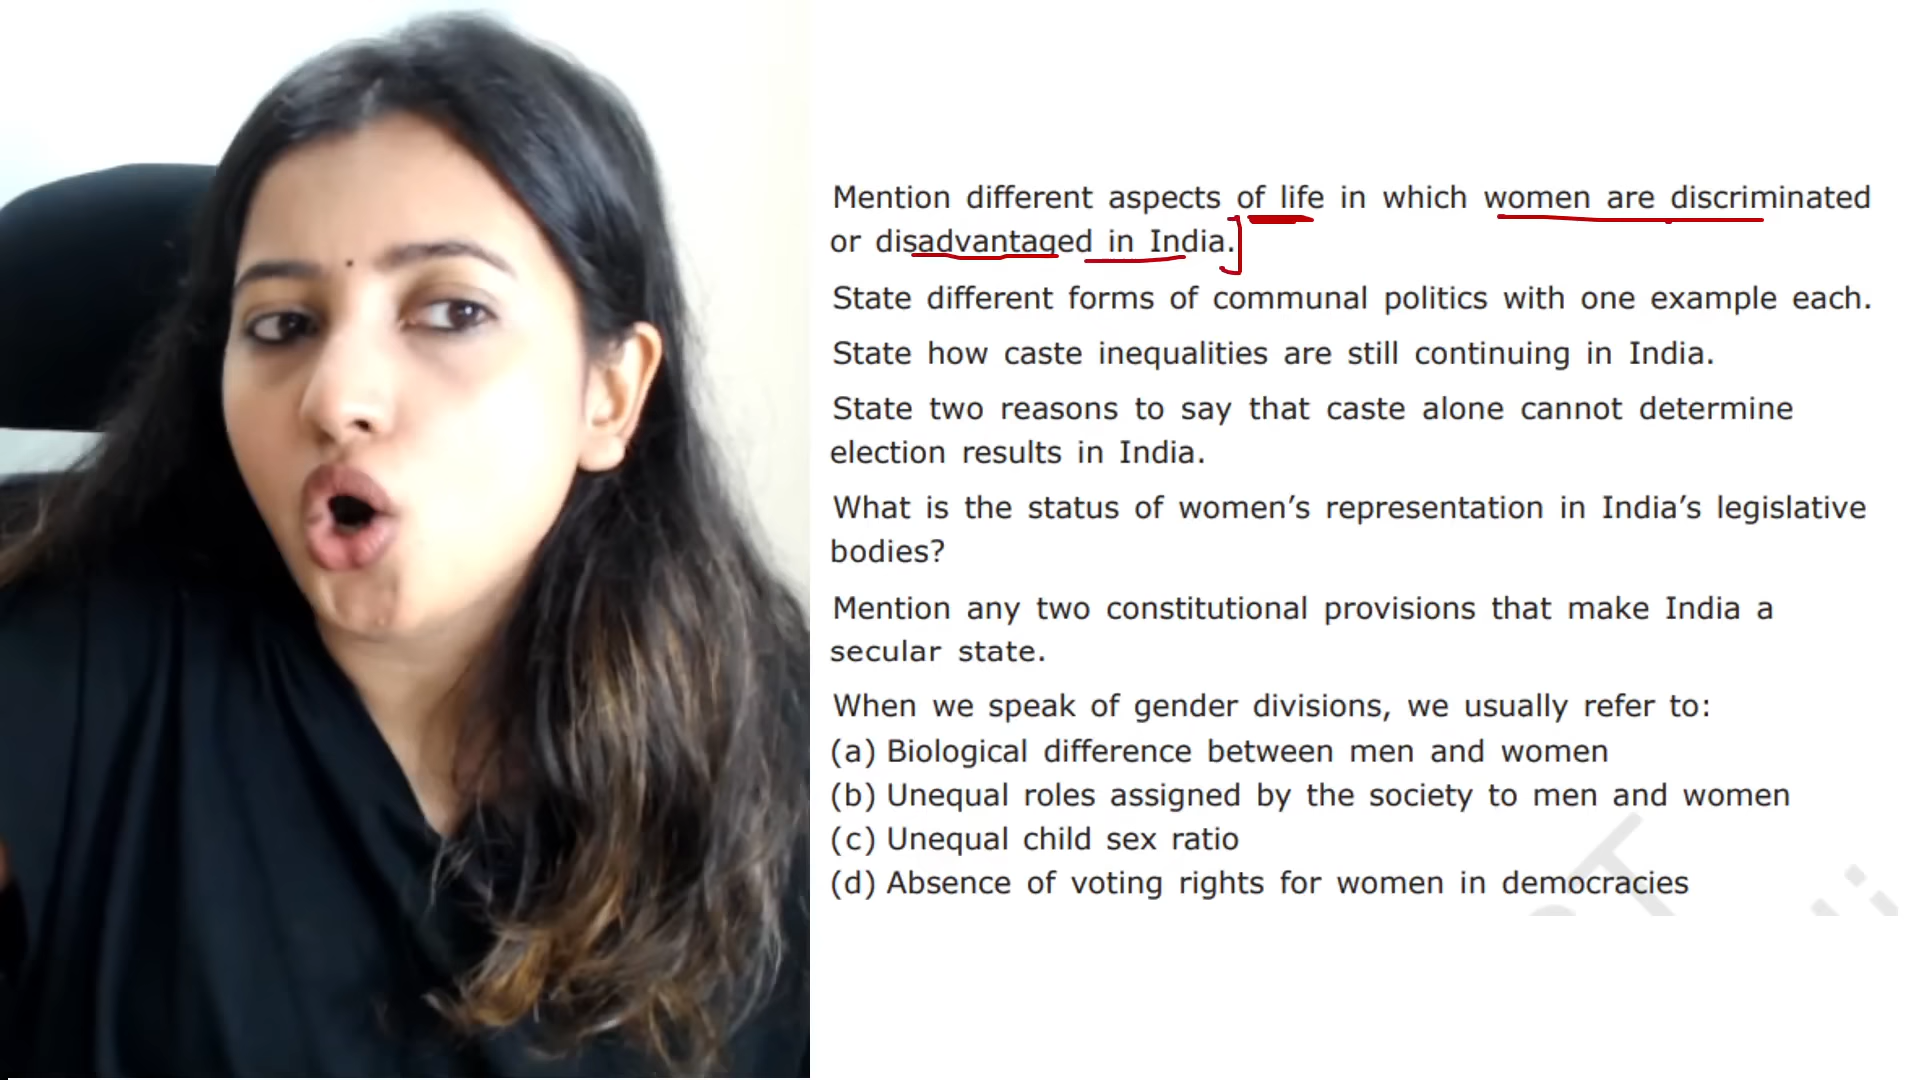 Mention different aspects of life in which women are discriminated
or disadvantaged in India.
State different forms of communal politics with one example each.
State how caste inequalities are still continuing in India.
State two reasons to say that caste alone cannot determine
election results in India.
What is the status of women’s representation in India’s legislative
bodies?
Mention any two constitutional provisions that make India a
secular state.
When we speak of gender divisions, we usually refer to:
(a) Biological difference between men and women
(b) Unequal roles assigned by the society to men and women
(c) Unequal child sex ratio
(d) Absence of voting rights for women in democracies